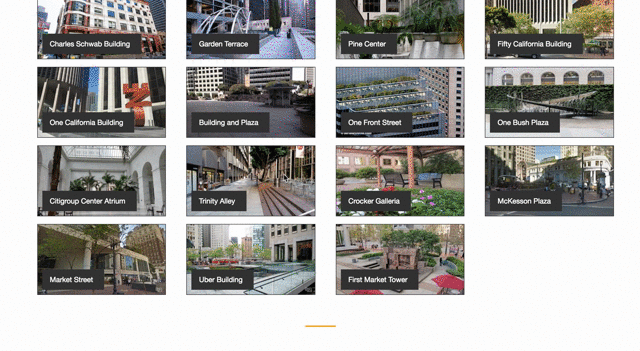 Charles Schwab Building
Garden Terrace
Pine Center
Fifty California Building
One California Building
Building and Plaza
One Front Street
One Bush Plaza
Citigroup Center Atrium
Trinity Alley
Crocker Galleria
McKesson Plaza
Market Street
Uber Building
First Market Tower